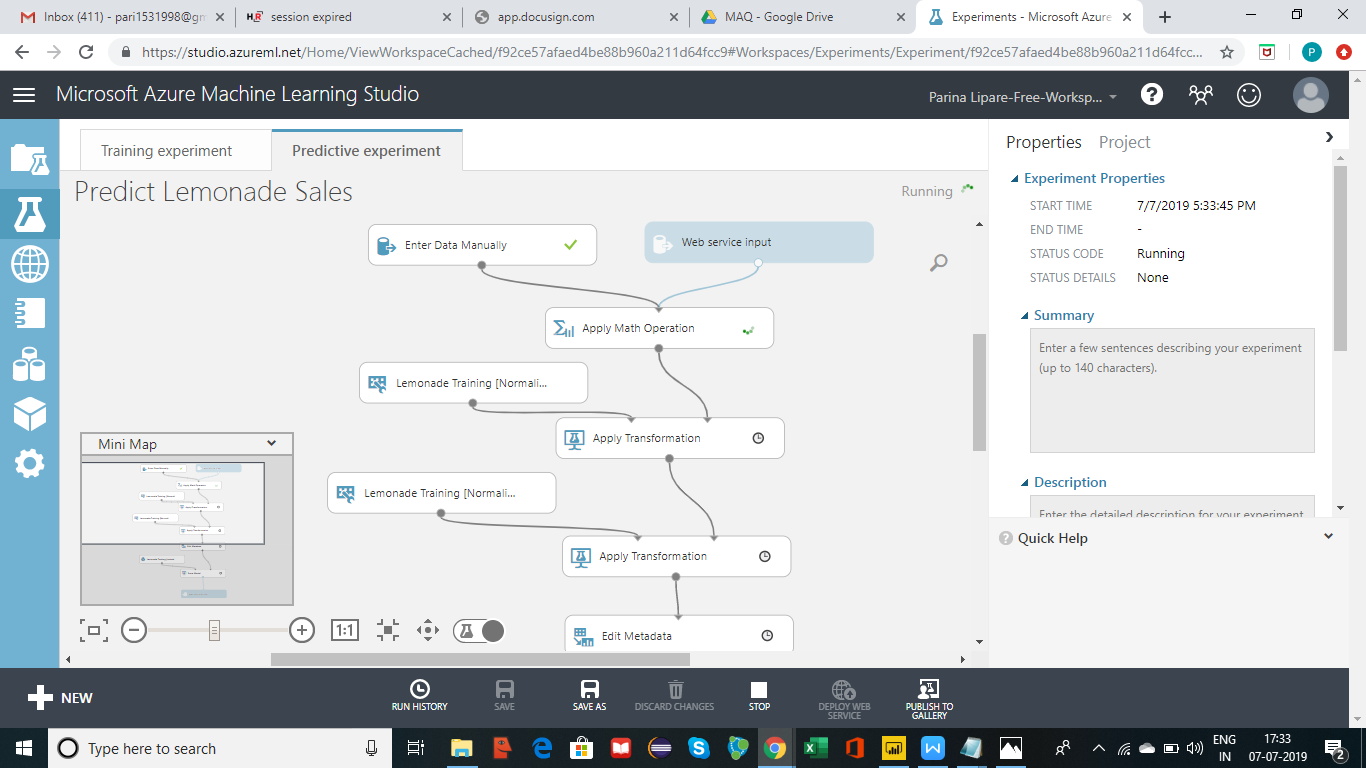 Inbox (411) - pari1531998@gm
session expired
app.docusign.com
MAQ - Google Drive
Experiments - Microsoft Azure
https://studio.azureml.net/Home/ViewWorkspaceCached/f92ce57afaed4be88b960a211d64fcc9#Workspaces/Experiments/Experiment/f92ce57afaed4be88b960a211d64fcc...
P
Microsoft Azure Machine Learning Studio
Parina Lipare-Free-Worksp...
Training experiment
Predictive experiment
Predict Lemonade Sales
Running
Enter Data Manually
Web service input
Apply Math Operation
Lemonade Training [Normali...
Apply Transformation
Lemonade Training [Normali...
Apply Transformation
Edit Metadata
Mini Map
1:1
Properties
Project
Experiment Properties
START TIME 7/7/2019 5:33:45 PM
END TIME -
STATUS CODE Running
STATUS DETAILS None
Summary
Enter a few sentences describing your experiment
(up to 140 characters).
Description
Enter the detailed description for your experiment
Quick Help
NEW
RUN HISTORY
SAVE
SAVE AS
DISCARD CHANGES
STOP
DEPLOY WEB
SERVICE
PUBLISH TO
GALLERY
Type here to search
ENG
IN
17:33
07-07-2019
2